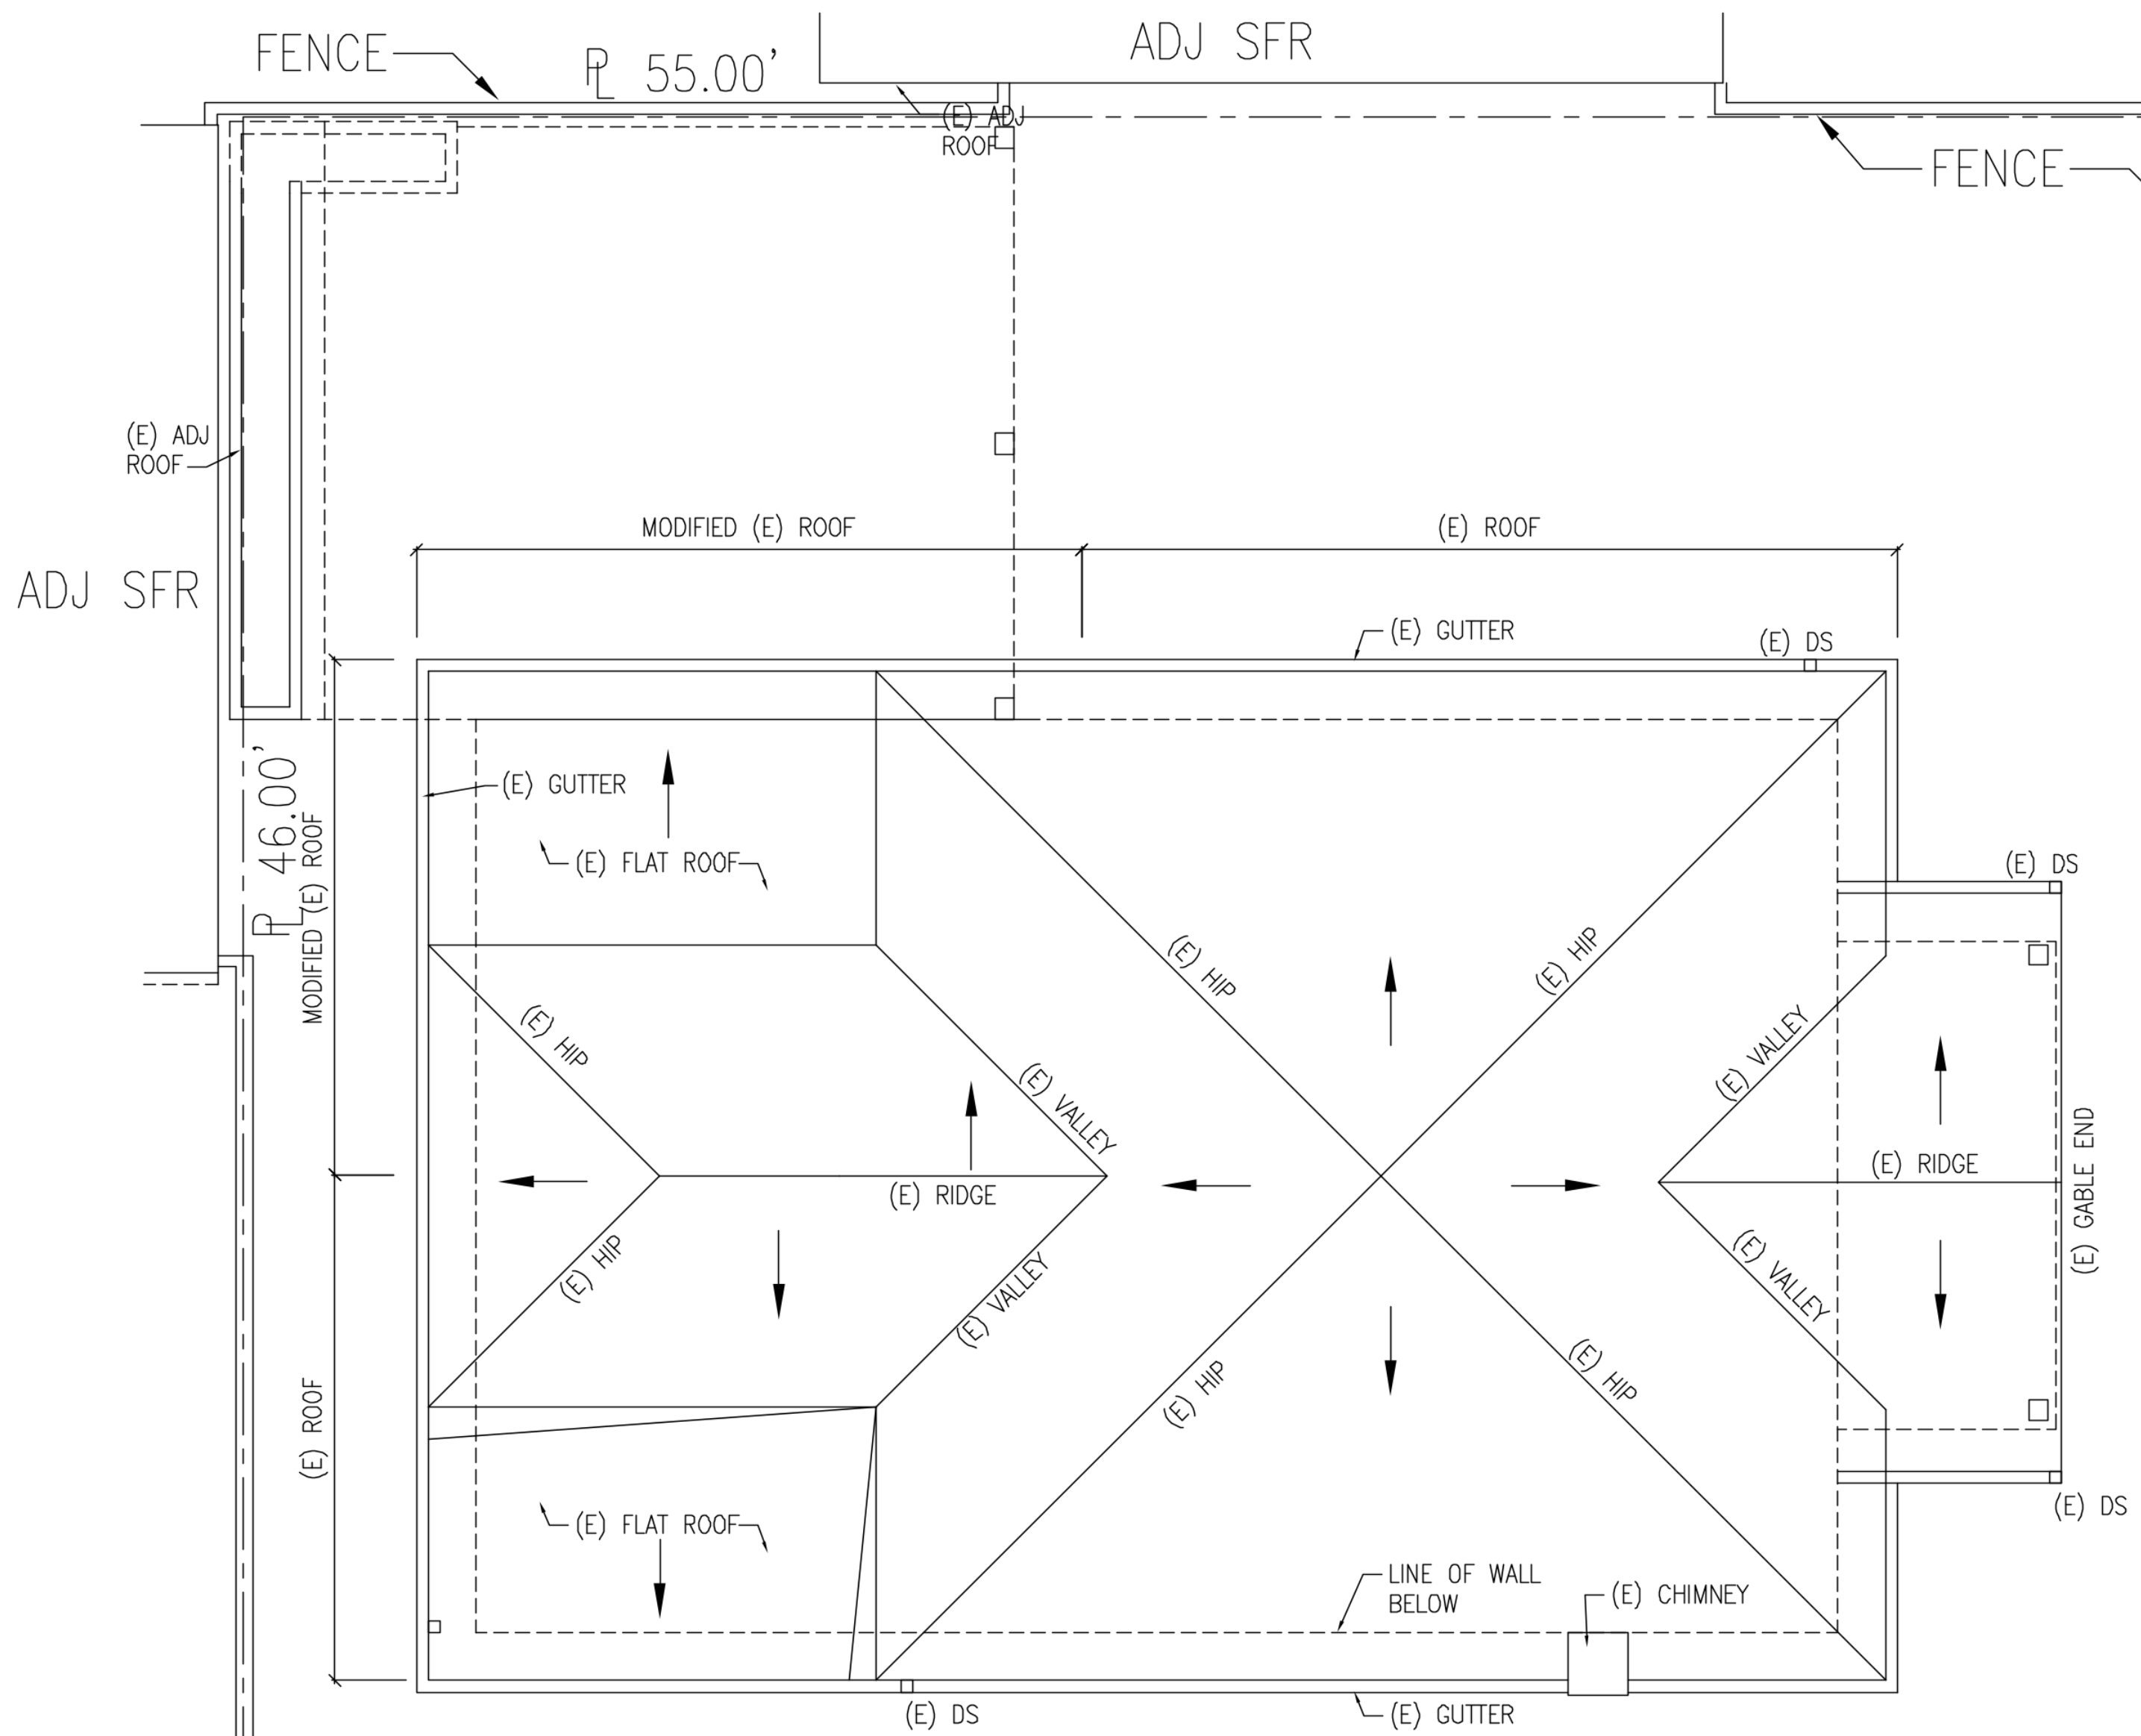 ADJ SFR
FENCE
PL 55.00'
(E) ADJ
ROOF
FENCE
(E) ADJ
ROOF
MODIFIED (E) ROOF
(E) ROOF
ADJ SFR
(E) GUTTER
(E) DS
PL 46.00'
MODIFIED (E) ROOF
(E) GUTTER
(E) FLAT ROOF
(E) DS
(E) HIP
(E) HIP
(E) HIP
(E) VALLEY
(E) VALLEY
(E) RIDGE
(E) RIDGE
(E) GABLE END
(E) HIP
(E) VALLEY
(E) VALLEY
(E) HIP
(E) HIP
(E) ROOF
(E) FLAT ROOF
(E) DS
LINE OF WALL
BELOW
(E) CHIMNEY
(E) DS
(E) GUTTER